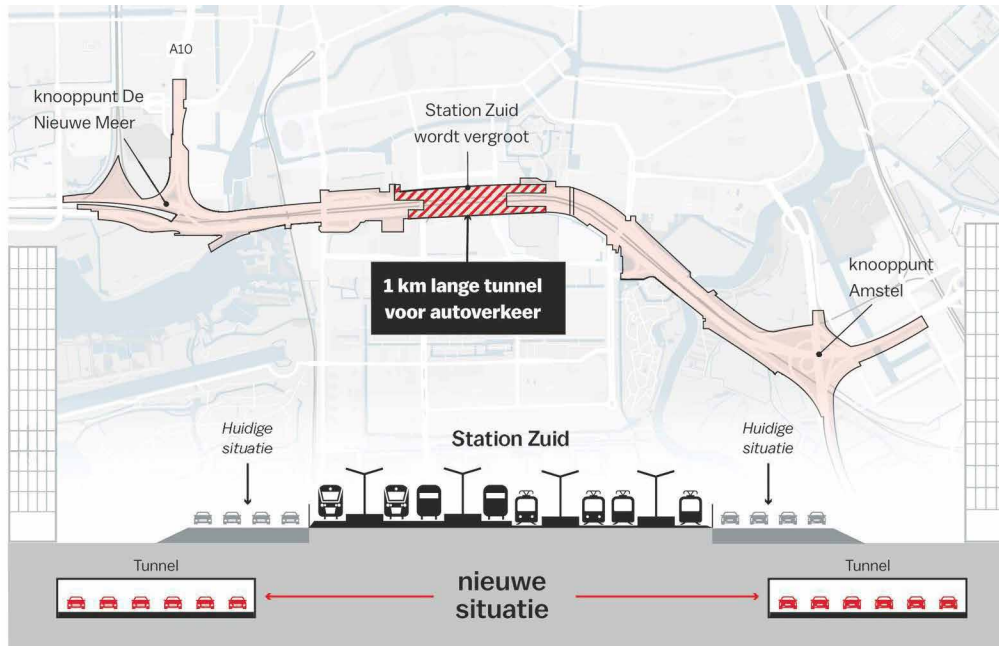 A10
knooppunt De
Nieuwe Meer
Station Zuid
wordt vergroot
1 km lange tunnel
voor autoverkeer
knooppunt
Amstel
Huidige
situatie
Station Zuid
Huidige
situatie
Tunnel
nieuwe
situatie
Tunnel